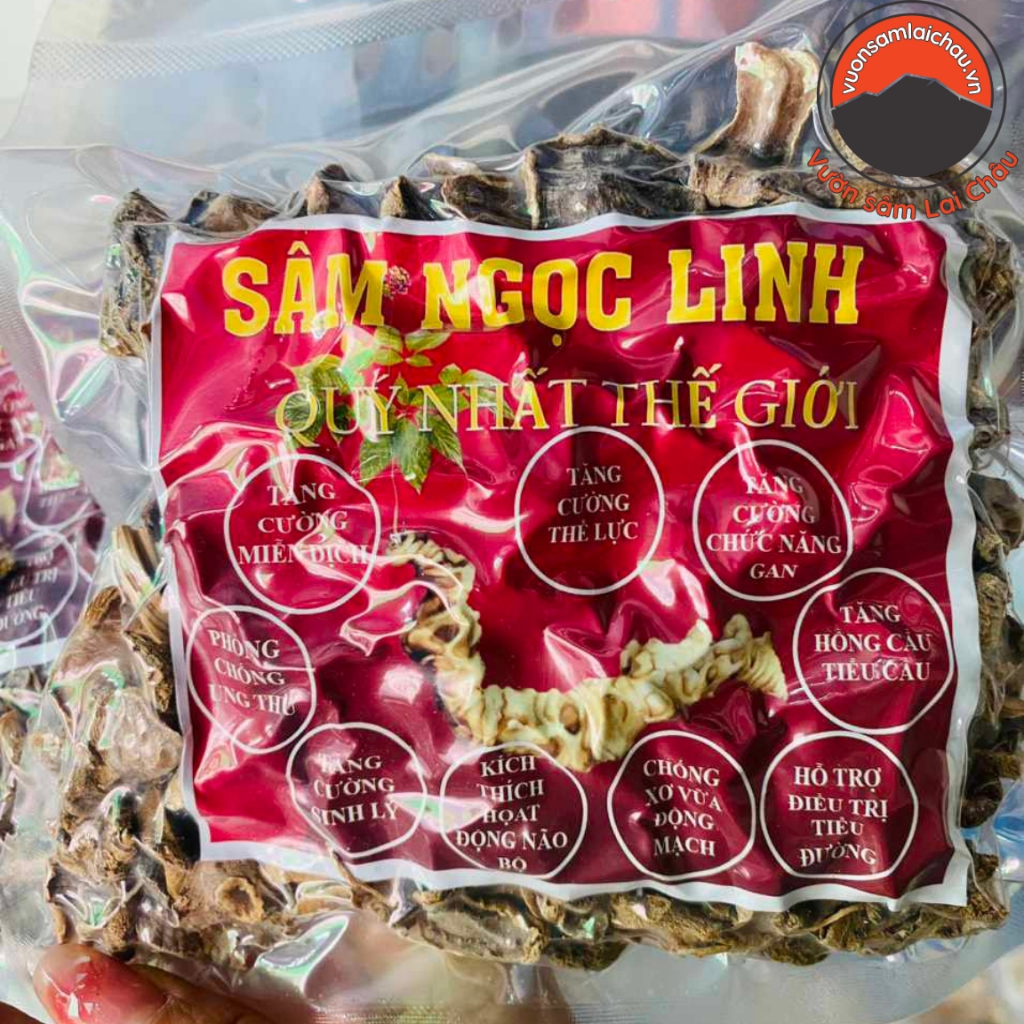 vuonsamlaichau.vn
Vườn sâm Lai Châu
SÂM NGỌC LINH
QUÝ NHẤT THẾ GIỚI
TĂNG
CƯỜNG
MIỄN DỊCH
TĂNG
CƯỜNG
THỂ LỰC
TĂNG
CƯỜNG
CHỨC NĂNG
GAN
PHÒNG
CHỐNG
UNG THƯ
TĂNG
HỒNG CẦU
TIỂU CẦU
TĂNG
CƯỜNG
SINH LÝ
KÍCH
THÍCH
HOẠT
ĐỘNG NÃO
BỘ
CHỐNG
XƠ VỮA
ĐỘNG
MẠCH
HỖ TRỢ
ĐIỀU TRỊ
TIỂU
ĐƯỜNG